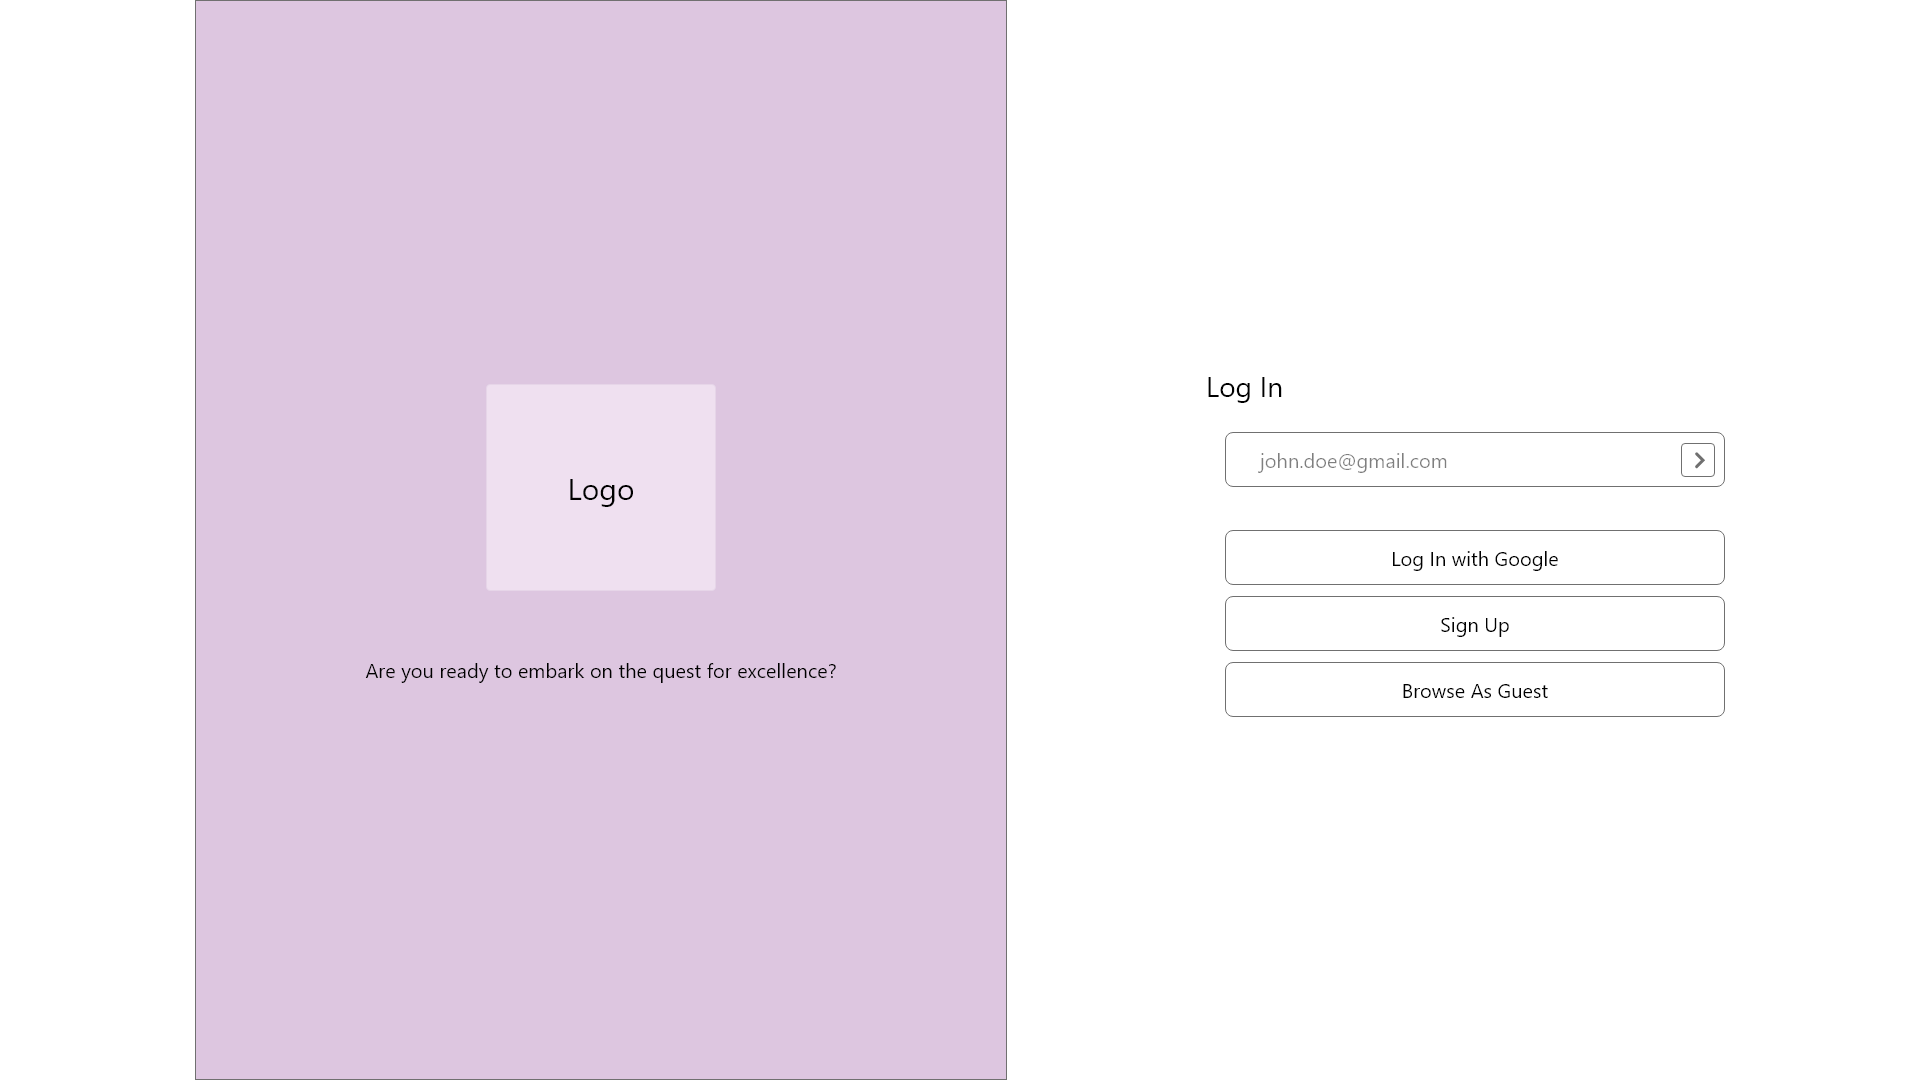 Logo
Are you ready to embark on the quest for excellence?
Log In
john.doe@gmail.com
Log In with Google
Sign Up
Browse As Guest